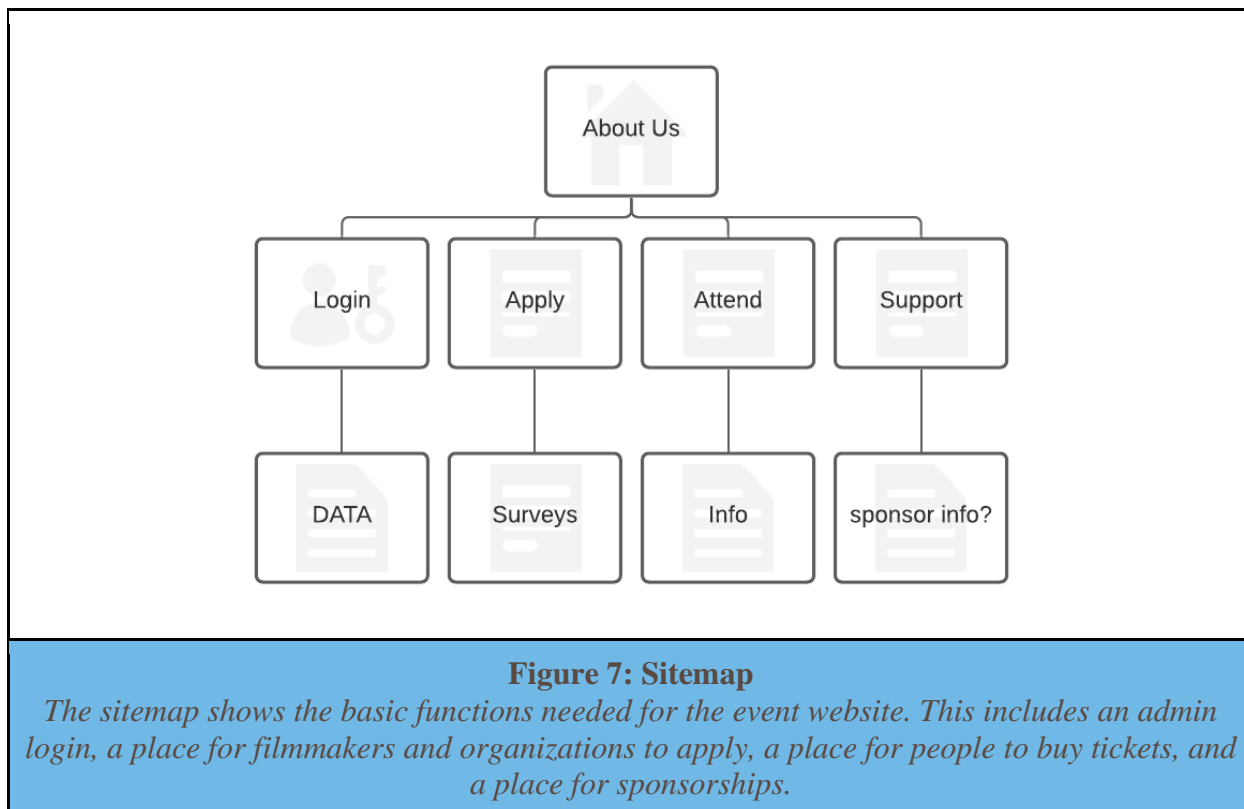 About Us
Login Apply Attend Support
DATA Surveys Info sponsor info?
Figure 7: Sitemap
The sitemap shows the basic functions needed for the event website. This includes an admin
login, a place for filmmakers and organizations to apply, a place for people to buy tickets, and
a place for sponsorships.